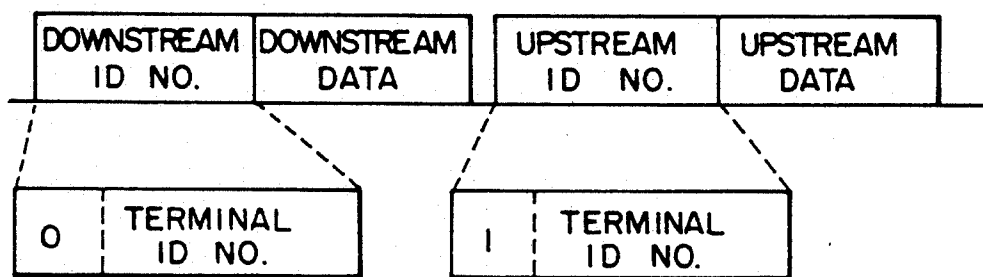 DOWNSTREAM ID NO.
DOWNSTREAM DATA
UPSTREAM ID NO.
UPSTREAM DATA
0 TERMINAL ID NO.
1 TERMINAL ID NO.